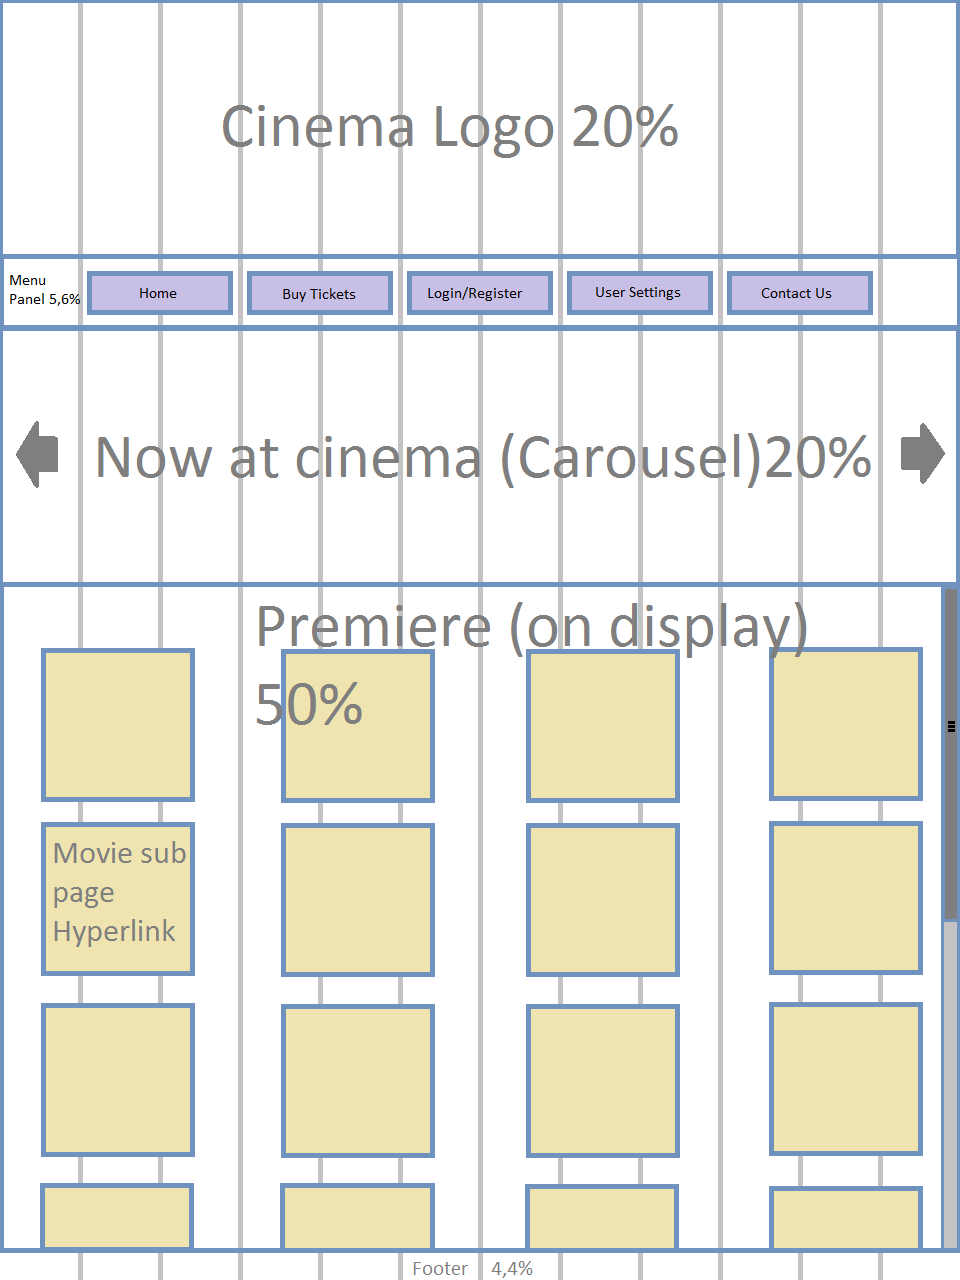 Cinema Logo 20%
Menu
Panel 5,6%
Home
Buy Tickets
Login/Register
User Settings
Contact Us
Now at cinema (Carousel)20%
Premiere (on display)
50%
Movie sub
page
Hyperlink
Footer 4,4%